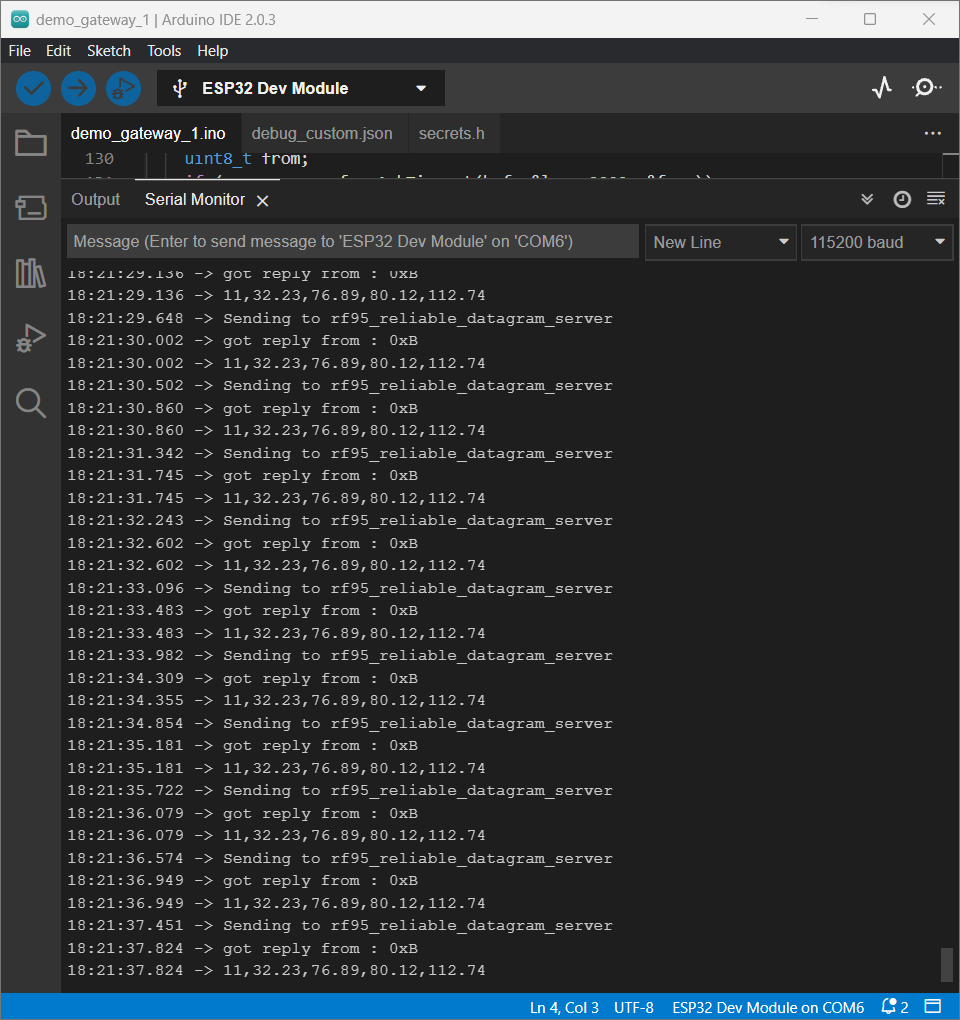 demo_gateway_1 | Arduino IDE 2.0.3
File Edit Sketch Tools Help
ESP32 Dev Module
demo_gateway_1.ino debug_custom.json secrets.h
130 uint8_t from;
Output Serial Monitor
Message (Enter to send message to 'ESP32 Dev Module' on 'COM6') New Line 115200 baud
18:21:29.136 -> got reply from : 0xB
18:21:29.136 -> 11,32.23,76.89,80.12,112.74
18:21:29.648 -> Sending to rf95_reliable_datagram_server
18:21:30.002 -> got reply from : 0xB
18:21:30.002 -> 11,32.23,76.89,80.12,112.74
18:21:30.502 -> Sending to rf95_reliable_datagram_server
18:21:30.860 -> got reply from : 0xB
18:21:30.860 -> 11,32.23,76.89,80.12,112.74
18:21:31.342 -> Sending to rf95_reliable_datagram_server
18:21:31.745 -> got reply from : 0xB
18:21:31.745 -> 11,32.23,76.89,80.12,112.74
18:21:32.243 -> Sending to rf95_reliable_datagram_server
18:21:32.602 -> got reply from : 0xB
18:21:32.602 -> 11,32.23,76.89,80.12,112.74
18:21:33.096 -> Sending to rf95_reliable_datagram_server
18:21:33.483 -> got reply from : 0xB
18:21:33.483 -> 11,32.23,76.89,80.12,112.74
18:21:33.982 -> Sending to rf95_reliable_datagram_server
18:21:34.309 -> got reply from : 0xB
18:21:34.355 -> 11,32.23,76.89,80.12,112.74
18:21:34.854 -> Sending to rf95_reliable_datagram_server
18:21:35.181 -> got reply from : 0xB
18:21:35.181 -> 11,32.23,76.89,80.12,112.74
18:21:35.722 -> Sending to rf95_reliable_datagram_server
18:21:36.079 -> got reply from : 0xB
18:21:36.079 -> 11,32.23,76.89,80.12,112.74
18:21:36.574 -> Sending to rf95_reliable_datagram_server
18:21:36.949 -> got reply from : 0xB
18:21:36.949 -> 11,32.23,76.89,80.12,112.74
18:21:37.451 -> Sending to rf95_reliable_datagram_server
18:21:37.824 -> got reply from : 0xB
18:21:37.824 -> 11,32.23,76.89,80.12,112.74
Ln 4, Col 3 UTF-8 ESP32 Dev Module on COM6 2